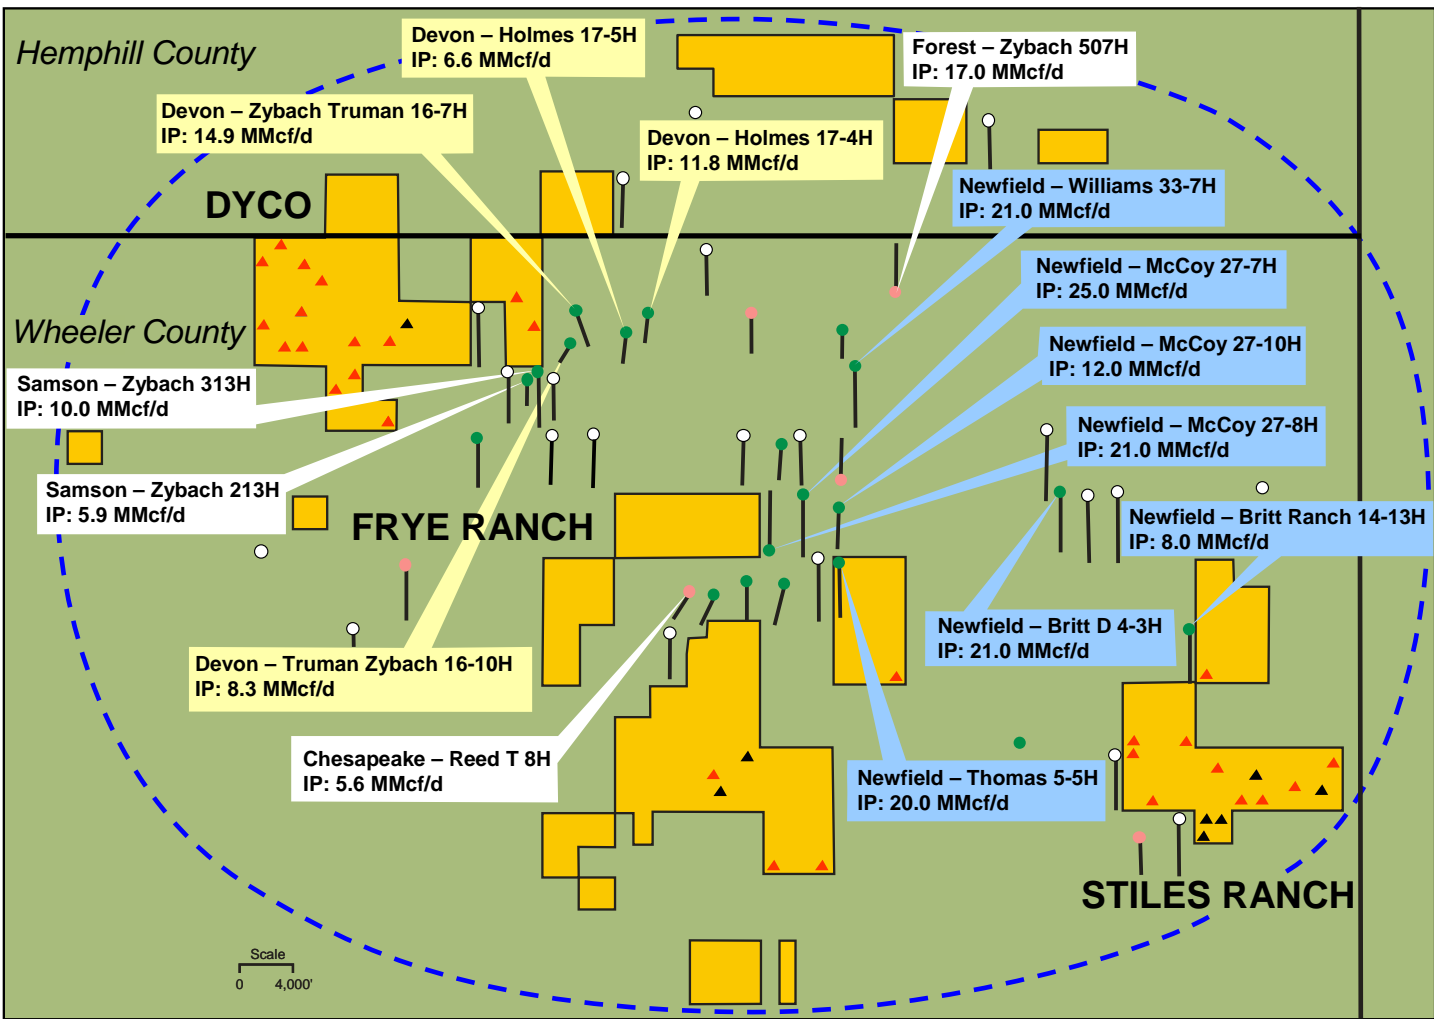 Hemphill County
Devon – Holmes 17-5H
IP: 6.6 MMcf/d
Forest – Zybach 507H
IP: 17.0 MMcf/d
Devon – Zybach Truman 16-7H
IP: 14.9 MMcf/d
Devon – Holmes 17-4H
IP: 11.8 MMcf/d
Newfield – Williams 33-7H
IP: 21.0 MMcf/d
DYCO
Newfield – McCoy 27-7H
IP: 25.0 MMcf/d
Wheeler County
Newfield – McCoy 27-10H
IP: 12.0 MMcf/d
Samson – Zybach 313H
IP: 10.0 MMcf/d
Newfield – McCoy 27-8H
IP: 21.0 MMcf/d
Samson – Zybach 213H
IP: 5.9 MMcf/d
FRYE RANCH
Newfield – Britt Ranch 14-13H
IP: 8.0 MMcf/d
Newfield – Britt D 4-3H
IP: 21.0 MMcf/d
Devon – Truman Zybach 16-10H
IP: 8.3 MMcf/d
Chesapeake – Reed T 8H
IP: 5.6 MMcf/d
Newfield – Thomas 5-5H
IP: 20.0 MMcf/d
STILES RANCH
Scale
0 4,000'